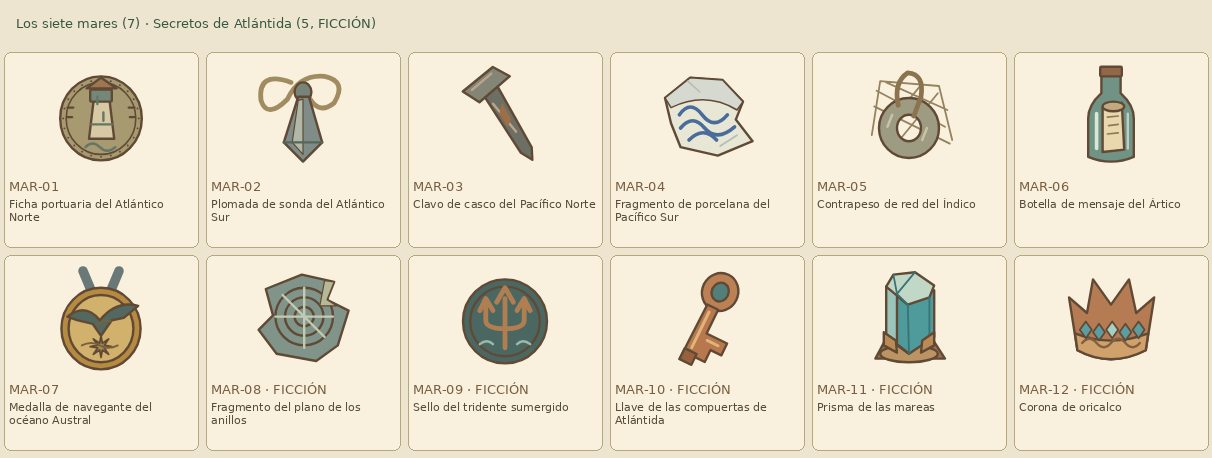 Los siete mares (7) · Secretos de Atlántida (5, FICCIÓN)
MAR-01
Ficha portuaria del Atlántico
Norte
MAR-02
Plomada de sonda del Atlántico
Sur
MAR-03
Clavo de casco del Pacífico Norte
MAR-04
Fragmento de porcelana del
Pacífico Sur
MAR-05
Contrapeso de red del Índico
MAR-06
Botella de mensaje del Ártico
MAR-07
Medalla de navegante del
océano Austral
MAR-08 · FICCIÓN
Fragmento del plano de los
anillos
MAR-09 · FICCIÓN
Sello del tridente sumergido
MAR-10 · FICCIÓN
Llave de las compuertas de
Atlántida
MAR-11 · FICCIÓN
Prisma de las mareas
MAR-12 · FICCIÓN
Corona de oricalco